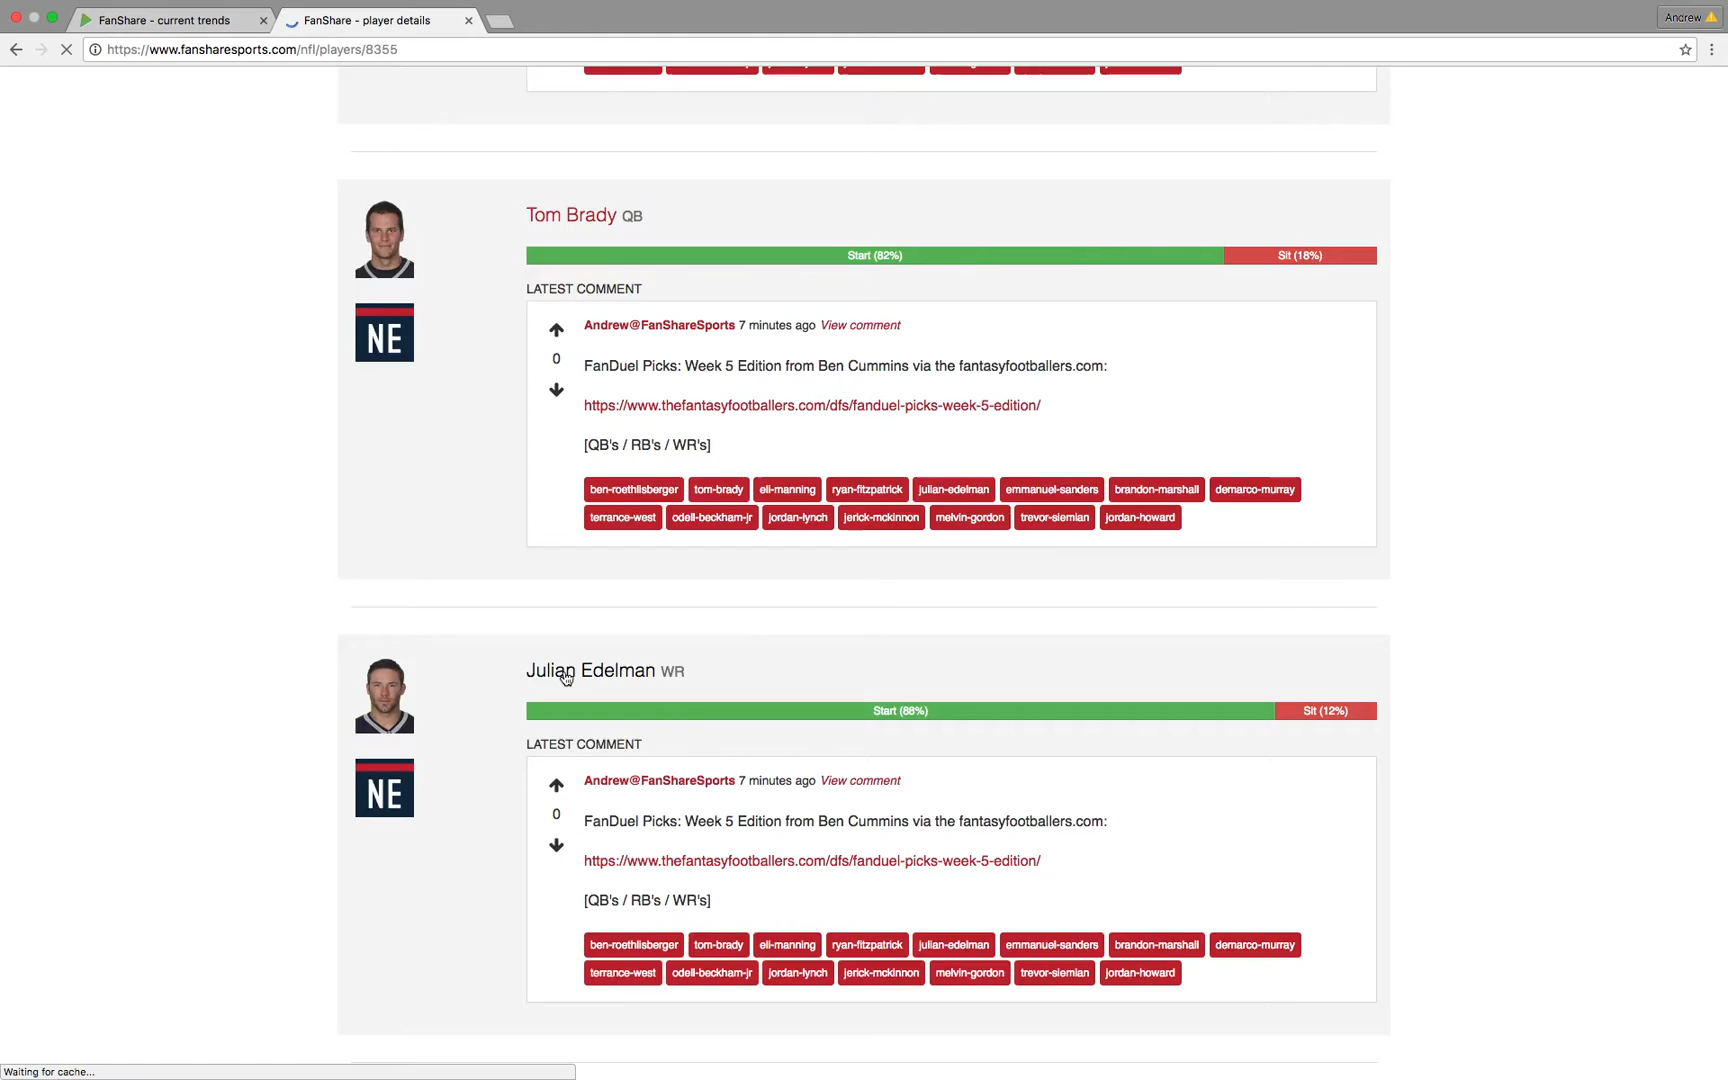 FanShare - current trends
FanShare - player details
Andrew
https://www.fansharesports.com/nfl/players/8355
Tom Brady QB
Start (82%)
Sit (18%)
NE
LATEST COMMENT
Andrew@FanShareSports 7 minutes ago View comment
0
FanDuel Picks: Week 5 Edition from Ben Cummins via the fantasyfootballers.com:
https://www.thefantasyfootballers.com/dfs/fanduel-picks-week-5-edition/
[QB's / RB's / WR's]
ben-roethlisberger tom-brady eli-manning ryan-fitzpatrick julian-edelman emmanuel-sanders brandon-marshall demarco-murray
terrance-west odell-beckham-jr jordan-lynch jerick-mckinnon melvin-gordon trevor-siemian jordan-howard
Julian Edelman WR
Start (88%)
Sit (12%)
NE
LATEST COMMENT
Andrew@FanShareSports 7 minutes ago View comment
0
FanDuel Picks: Week 5 Edition from Ben Cummins via the fantasyfootballers.com:
https://www.thefantasyfootballers.com/dfs/fanduel-picks-week-5-edition/
[QB's / RB's / WR's]
ben-roethlisberger tom-brady eli-manning ryan-fitzpatrick julian-edelman emmanuel-sanders brandon-marshall demarco-murray
terrance-west odell-beckham-jr jordan-lynch jerick-mckinnon melvin-gordon trevor-siemian jordan-howard
Waiting for cache...